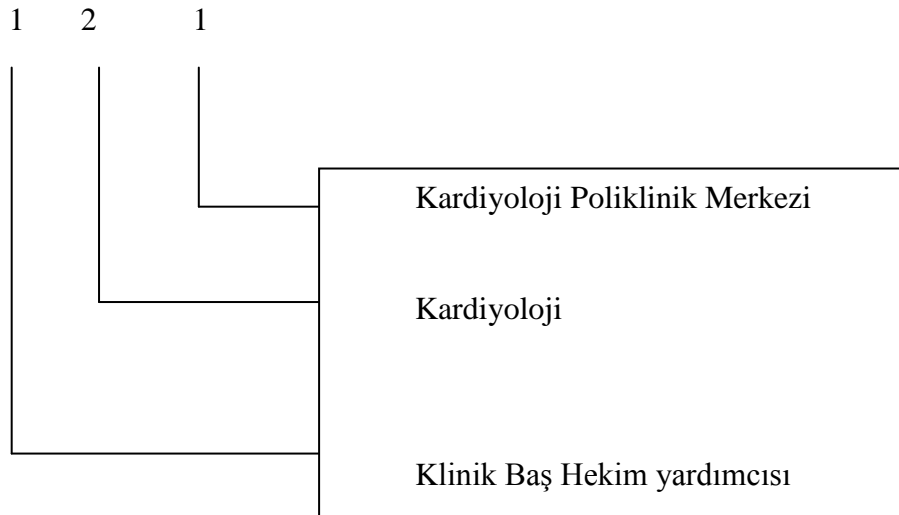 1 2 1
Kardiyoloji Poliklinik Merkezi
Kardiyoloji
Klinik Baş Hekim yardımcısı